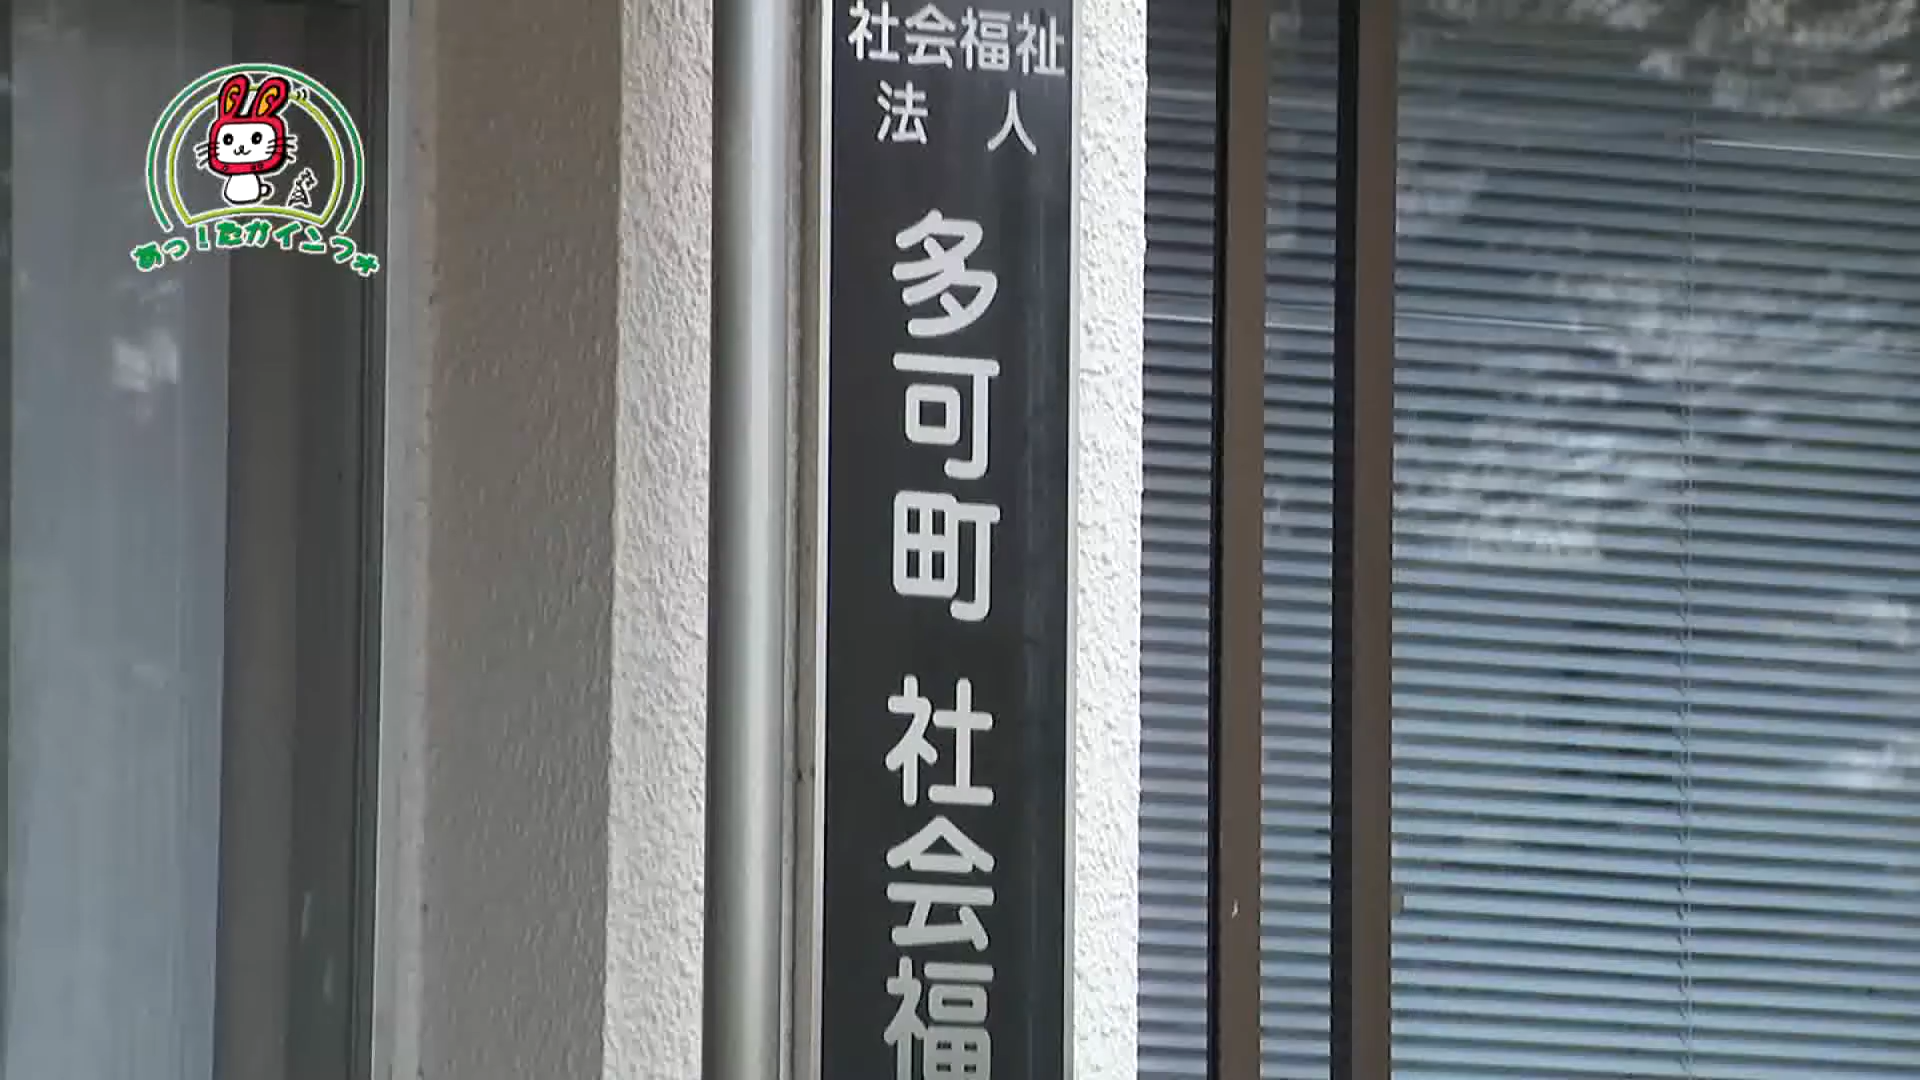 あっ！たかインフォ
社会福祉
法人
多可町 社会福